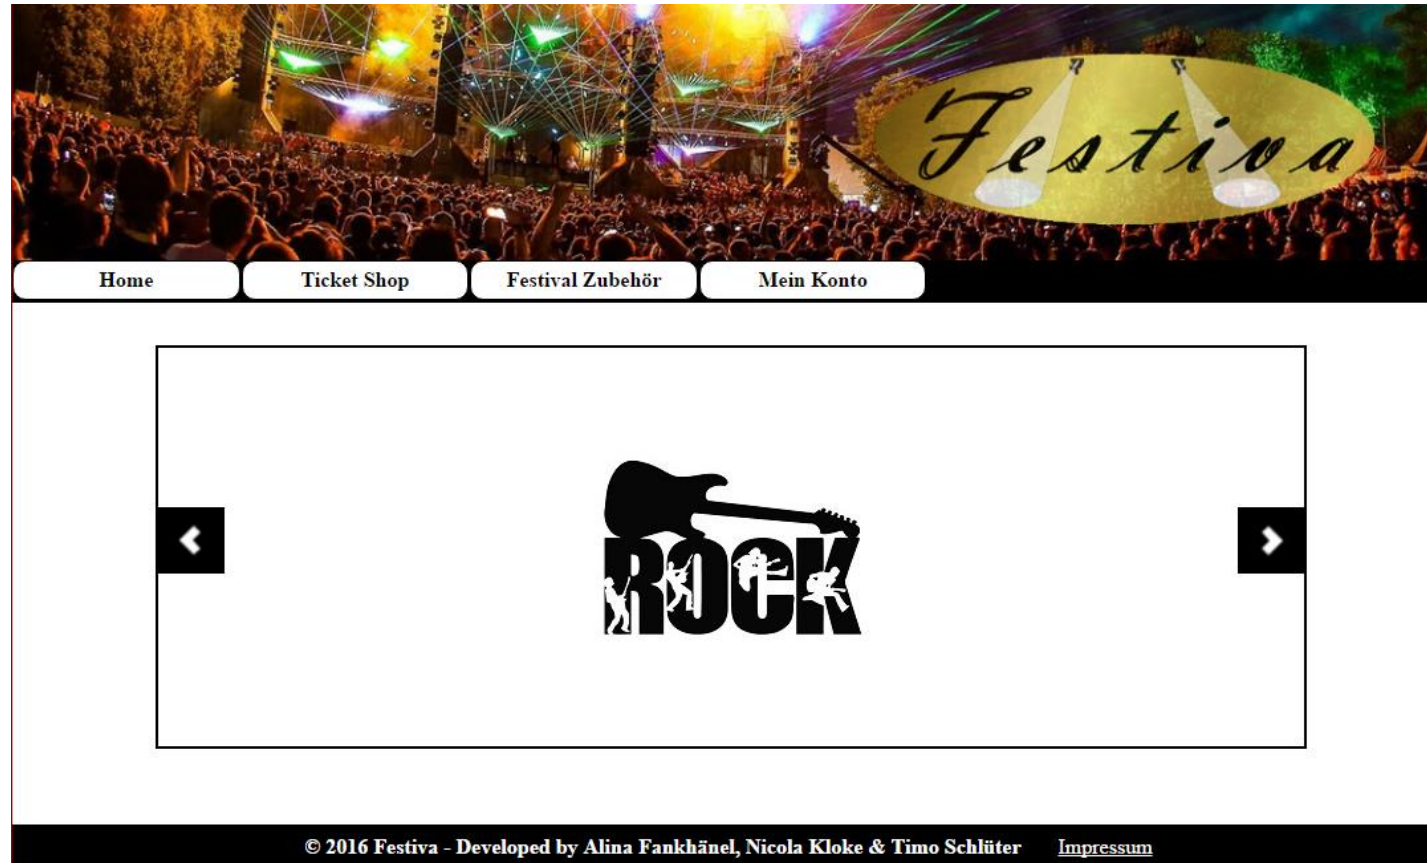 Festiva
Home
Ticket Shop
Festival Zubehör
Mein Konto
ROCK
© 2016 Festiva - Developed by Alina Fankhänel, Nicola Kloke & Timo Schlüter Impressum